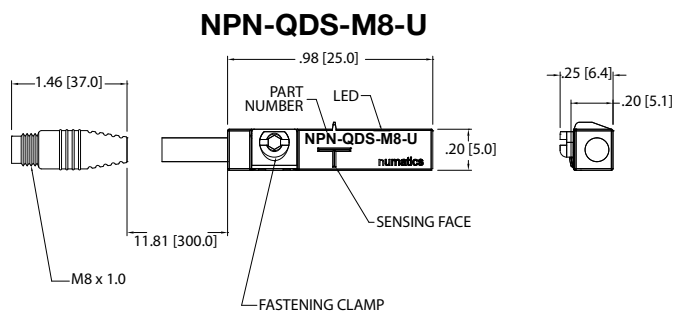 NPN-QDS-M8-U
.98 [25.0]
1.46 [37.0]
.25 [6.4]
PART
NUMBER
LED
.20 [5.1]
NPN-QDS-M8-U
numatics
.20 [5.0]
SENSING FACE
11.81 [300.0]
M8 x 1.0
FASTENING CLAMP